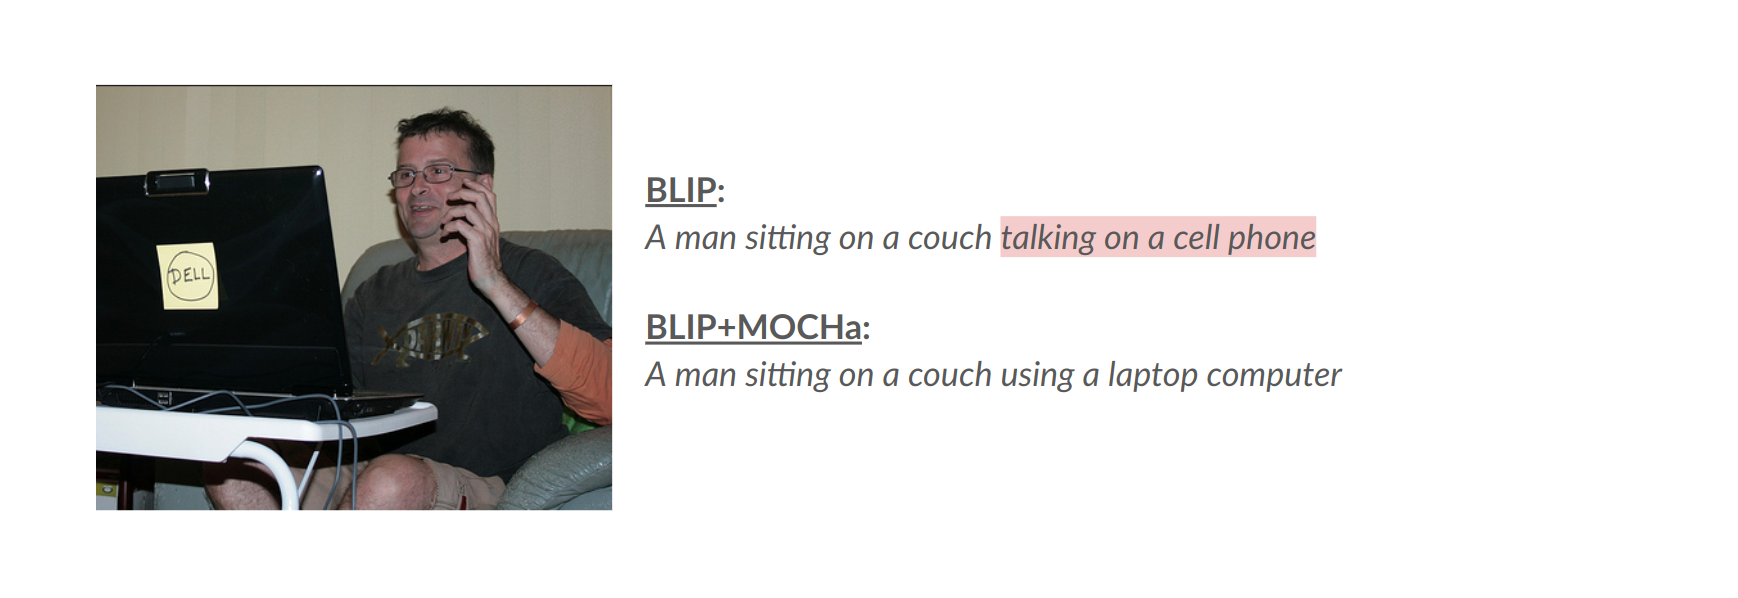 DELL
BLIP:
A man sitting on a couch talking on a cell phone
BLIP+MOCHa:
A man sitting on a couch using a laptop computer